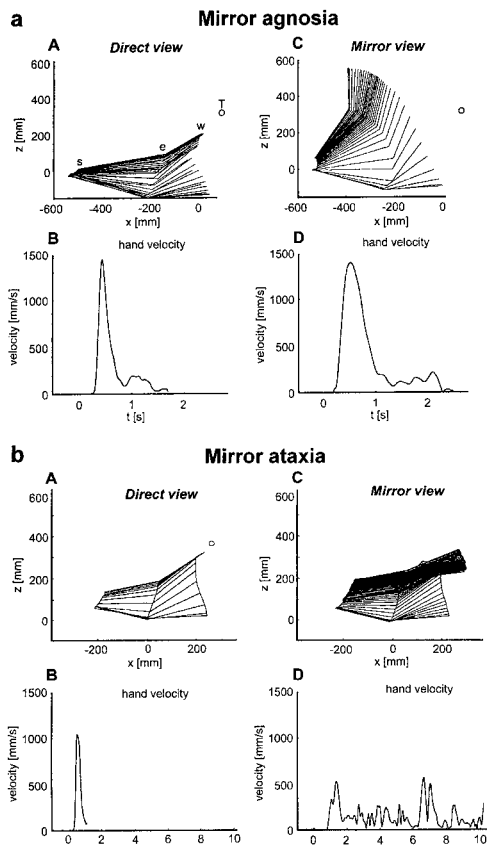 a Mirror agnosia
A Direct view
600
400
200
0
z [mm]
T
s e w
-600 -400 -200 0
x [mm]
C Mirror view
600
400
200
0
z [mm]
-600 -400 -200 0
x [mm]
B hand velocity
1500
1000
500
0
velocity [mm/s]
0 1 2
t [s]
D hand velocity
1500
1000
500
0
velocity [mm/s]
0 1 2
t [s]
b Mirror ataxia
A Direct view
600
400
200
0
z [mm]
-200 0 200
x [mm]
C Mirror view
600
400
200
0
z [mm]
-200 0 200
x [mm]
B hand velocity
1500
1000
500
0
velocity [mm/s]
0 2 4 6 8 10
D hand velocity
1500
1000
500
0
velocity [mm/s]
0 2 4 6 8 10